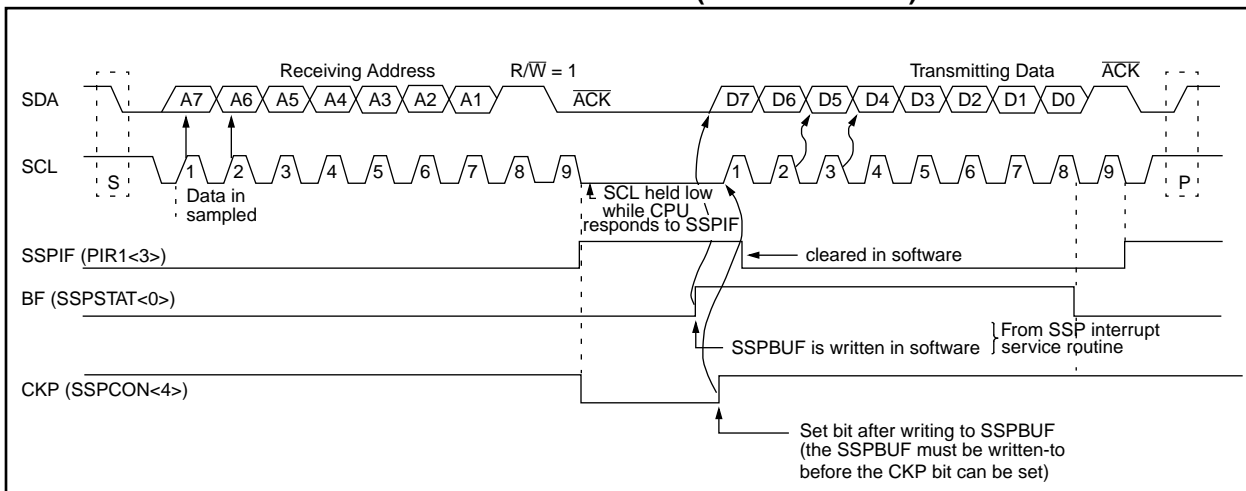 Receiving Address R/W = 1 Transmitting Data ACK
SDA A7 A6 A5 A4 A3 A2 A1 ACK D7 D6 D5 D4 D3 D2 D1 D0
SCL 1 2 3 4 5 6 7 8 9 1 2 3 4 5 6 7 8 9
S P
Data in
sampled
SCL held low
while CPU
responds to SSPIF
SSPIF (PIR1<3>)
cleared in software
BF (SSPSTAT<0>)
SSPBUF is written in software
From SSP interrupt
service routine
CKP (SSPCON<4>)
Set bit after writing to SSPBUF
(the SSPBUF must be written-to
before the CKP bit can be set)